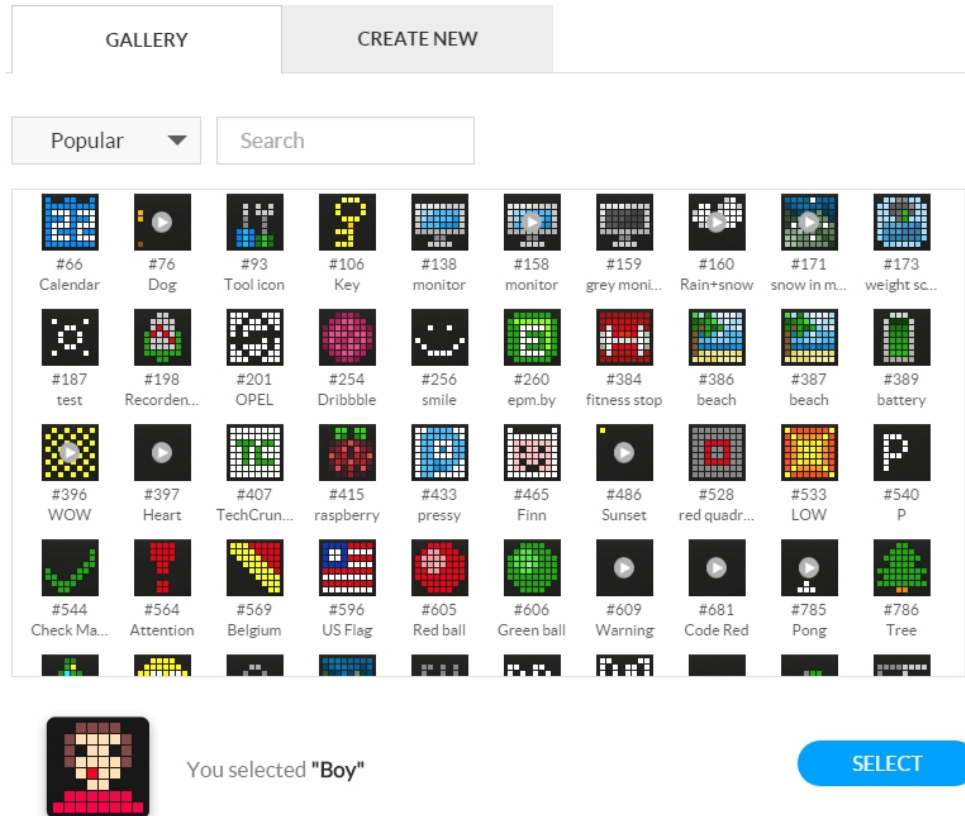 GALLERY CREATE NEW
Popular Search
#66 #76 #93 #106 #138 #158 #159 #160 #171 #173
Calendar Dog Tool icon Key monitor monitor grey moni... Rain+snow snow in m... weight sc...
#187 #198 #201 #254 #256 #260 #384 #386 #387 #389
test Recorden... OPEL Dribbble smile epm.by fitness stop beach beach battery
TC P P
#396 #397 #407 #415 #433 #465 #486 #528 #533 #540
WOW Heart TechCrun... raspberry pressy Finn Sunset red quadr... LOW P
#544 #564 #569 #596 #605 #606 #609 #681 #785 #786
Check Ma... Attention Belgium US Flag Red ball Green ball Warning Code Red Pong Tree
You selected "Boy" SELECT